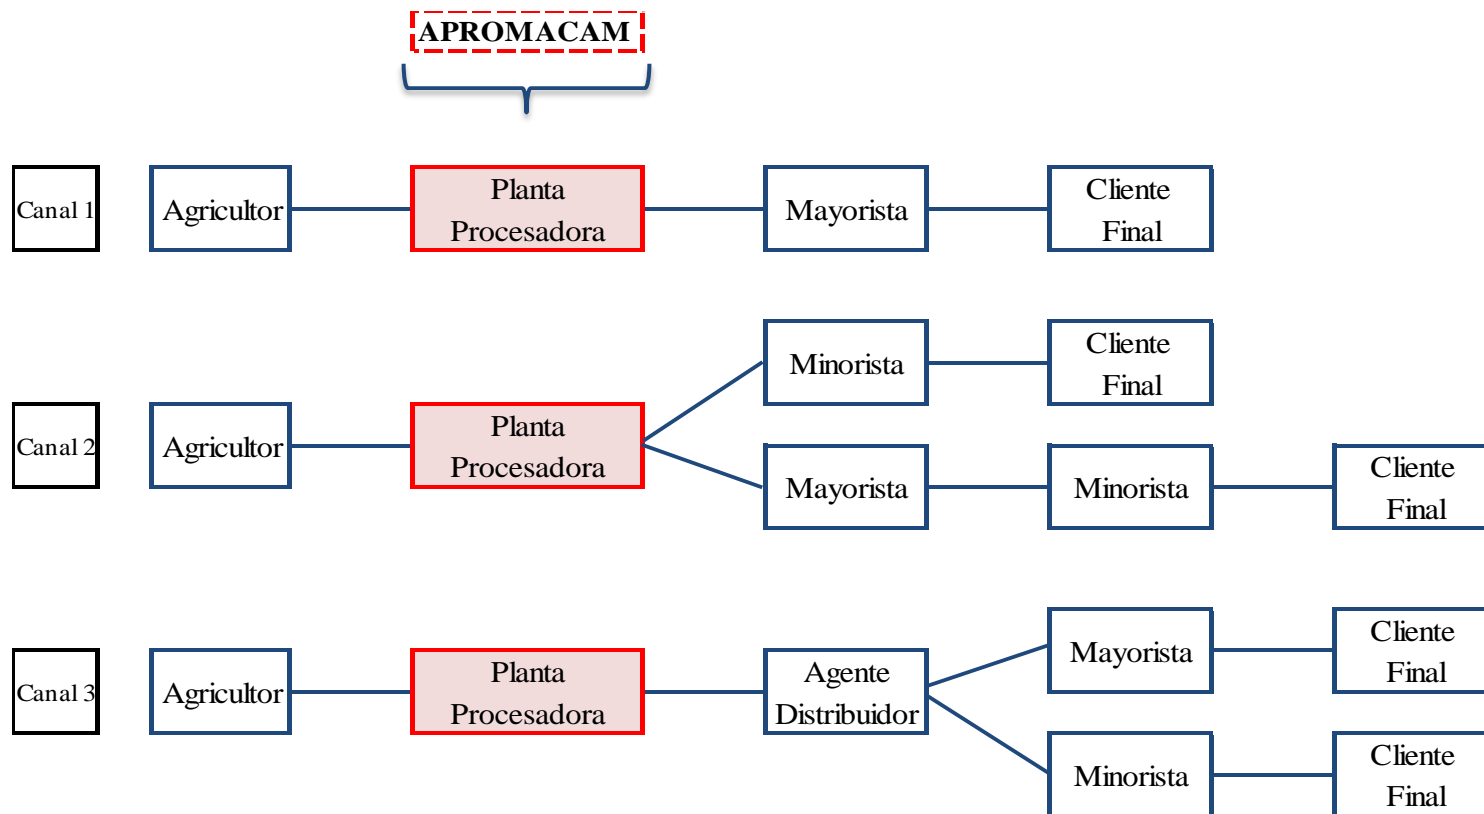 APROMACAM
Canal 1
Agricultor
Planta
Procesadora
Mayorista
Cliente
Final
Minorista
Cliente
Final
Canal 2
Agricultor
Planta
Procesadora
Mayorista
Minorista
Cliente
Final
Mayorista
Cliente
Final
Canal 3
Agricultor
Planta
Procesadora
Agente
Distribuidor
Minorista
Cliente
Final